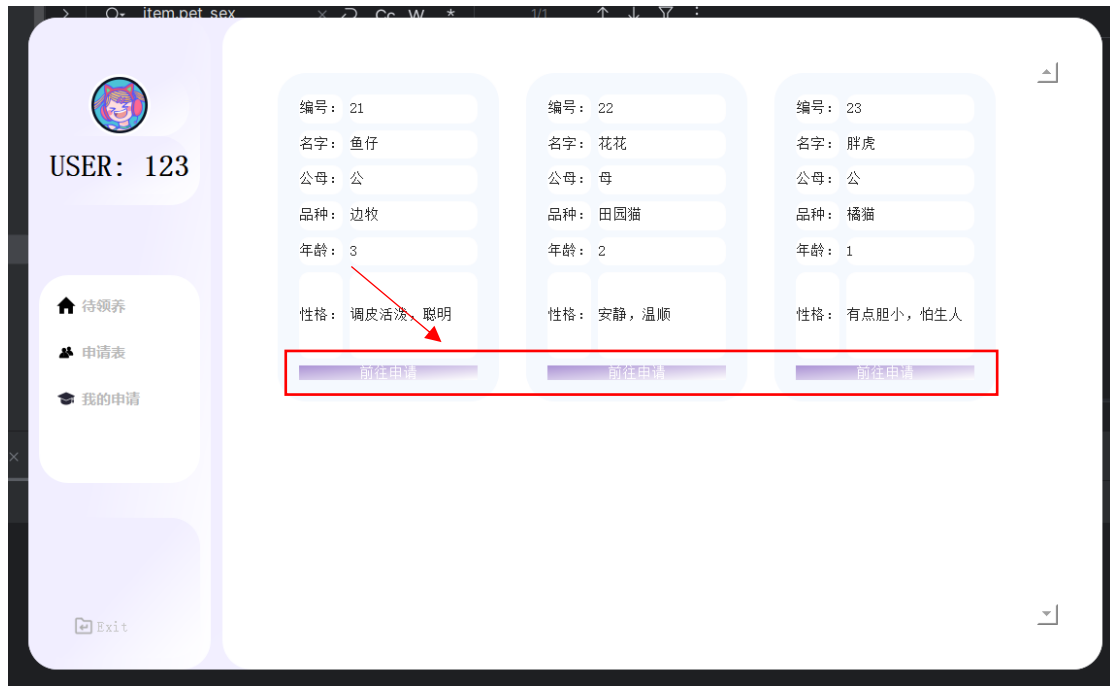 item.pet_sex
Cc W * 1/1
USER: 123
待领养
申请表
我的申请
Exit
编号: 21
名字: 鱼仔
公母: 公
品种: 边牧
年龄: 3
性格: 调皮活泼, 聪明
前往申请
编号: 22
名字: 花花
公母: 母
品种: 田园猫
年龄: 2
性格: 安静, 温顺
前往申请
编号: 23
名字: 胖虎
公母: 公
品种: 橘猫
年龄: 1
性格: 有点胆小, 怕生人
前往申请